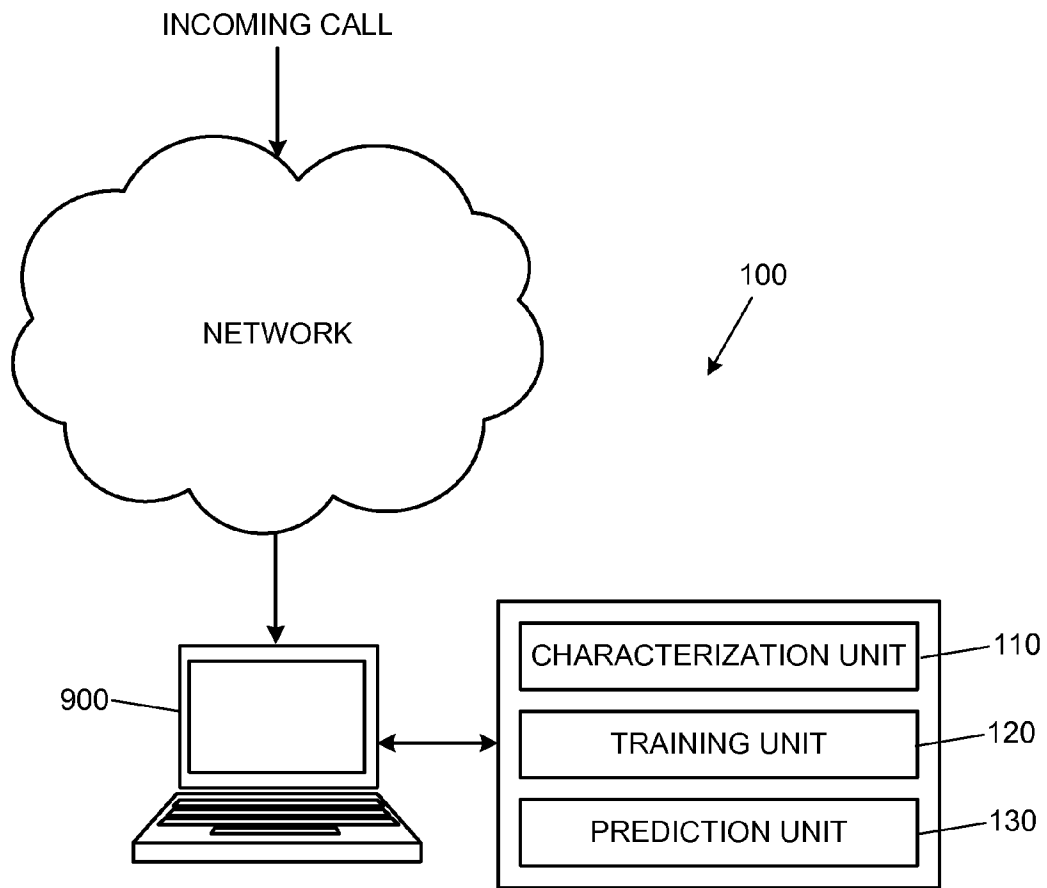 INCOMING CALL
NETWORK
100
900
CHARACTERIZATION UNIT
110
TRAINING UNIT
120
PREDICTION UNIT
130